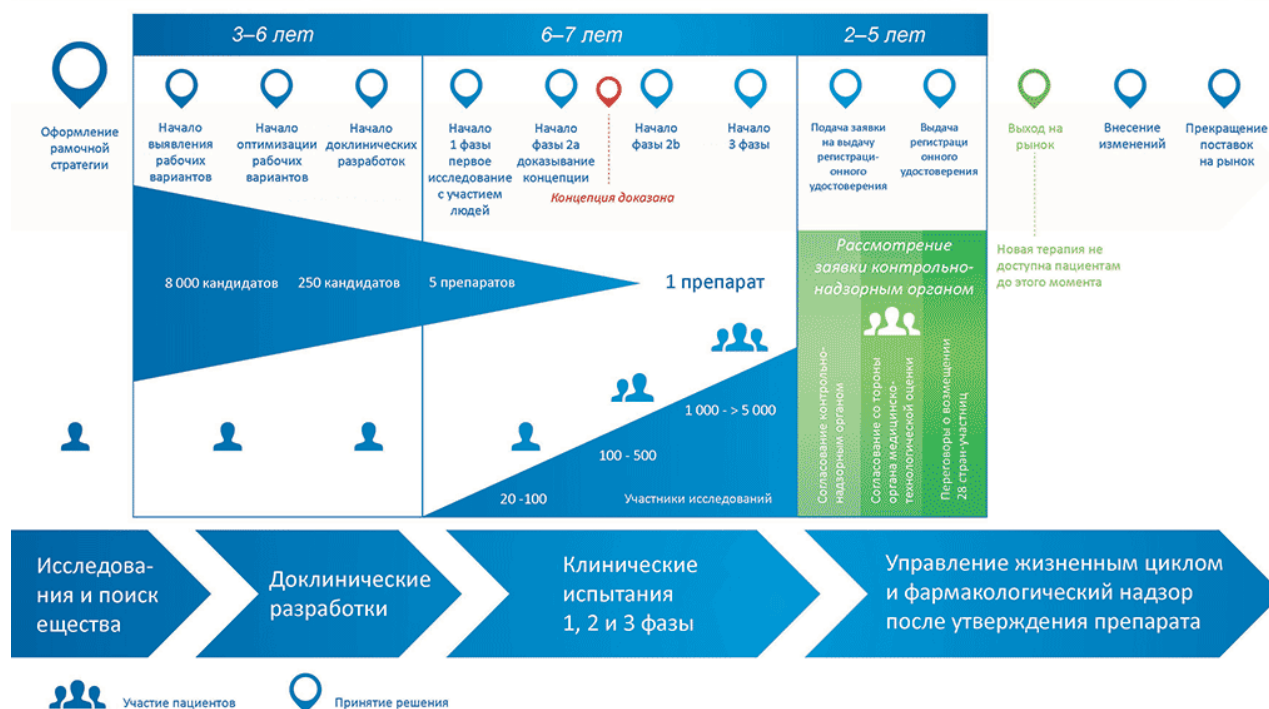 3–6 лет
6–7 лет
2–5 лет
Оформление
рамочной
стратегии
Начало
выявления
рабочих
вариантов
Начало
оптимизации
рабочих
вариантов
Начало
доклинических
разработок
Начало
1 фазы
первое
исследование
с участием
людей
Начало
фазы 2a
доказывание
концепции
Концепция доказана
Начало
фазы 2b
Начало
3 фазы
Подача заявки
на выдачу
регистраци-
онного
удостоверения
Выдача
регистраци
онного
удостоверения
Выход на
рынок
Внесение
изменений
Прекращение
поставок
на рынок
8 000 кандидатов
250 кандидатов
5 препаратов
1 препарат
Рассмотрение
заявки контрольно-
надзорным органом
Новая терапия не
доступна пациентам
до этого момента
1 000 - > 5 000
100 - 500
20 -100
Участники исследований
Согласование контрольно-
надзорным органом
Согласование со тороны
органа медицинско-
технологической оценки
Переговоры о возмещении
28 стран-участниц
Исследова-
ния и поиск
ещества
Доклинические
разработки
Клинические
испытания
1, 2 и 3 фазы
Управление жизненным циклом
и фармакологический надзор
после утверждения препарата
Участие пациентов
Принятие решения